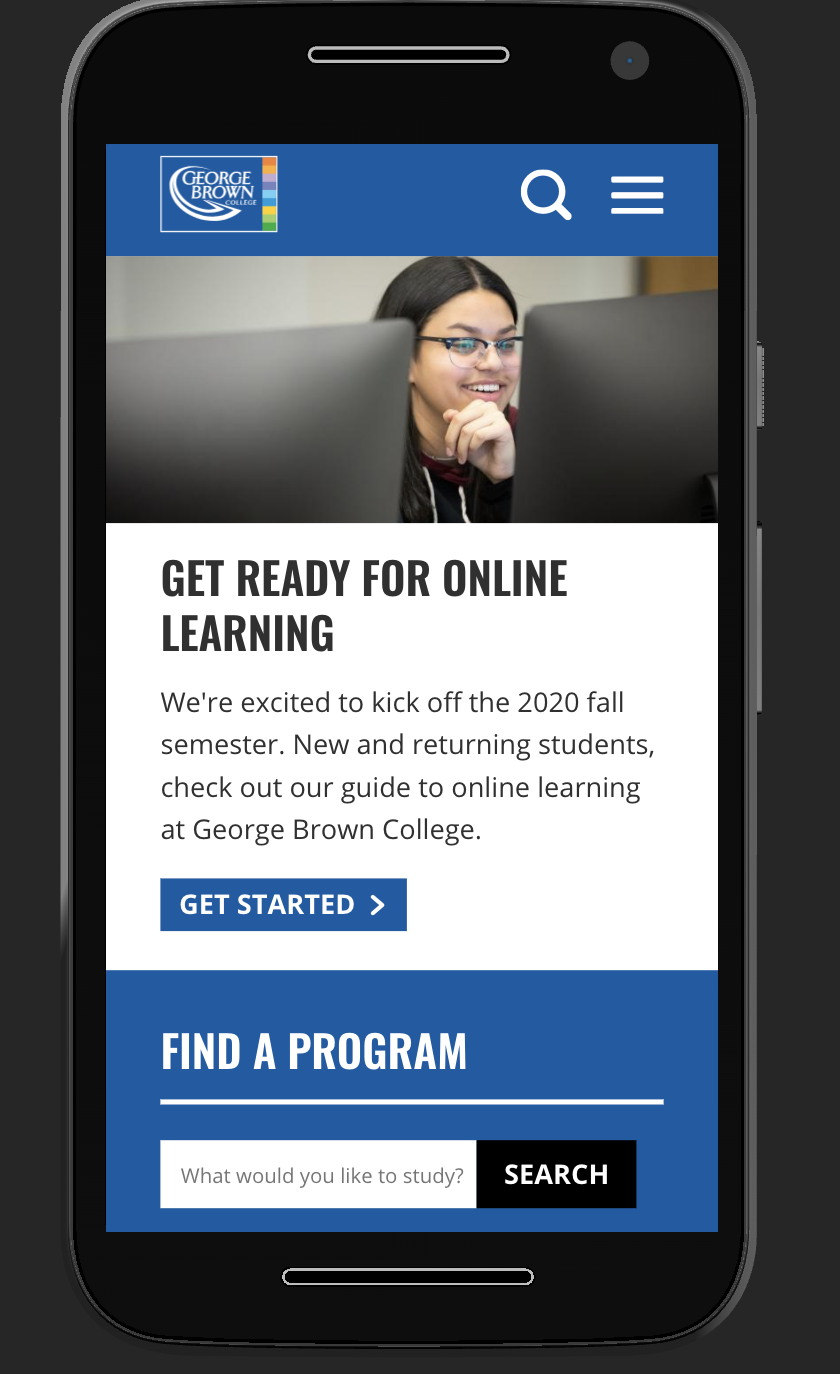 GEORGE
BROWN
COLLEGE
GET READY FOR ONLINE
LEARNING
We're excited to kick off the 2020 fall
semester. New and returning students,
check out our guide to online learning
at George Brown College.
GET STARTED
FIND A PROGRAM
What would you like to study? SEARCH